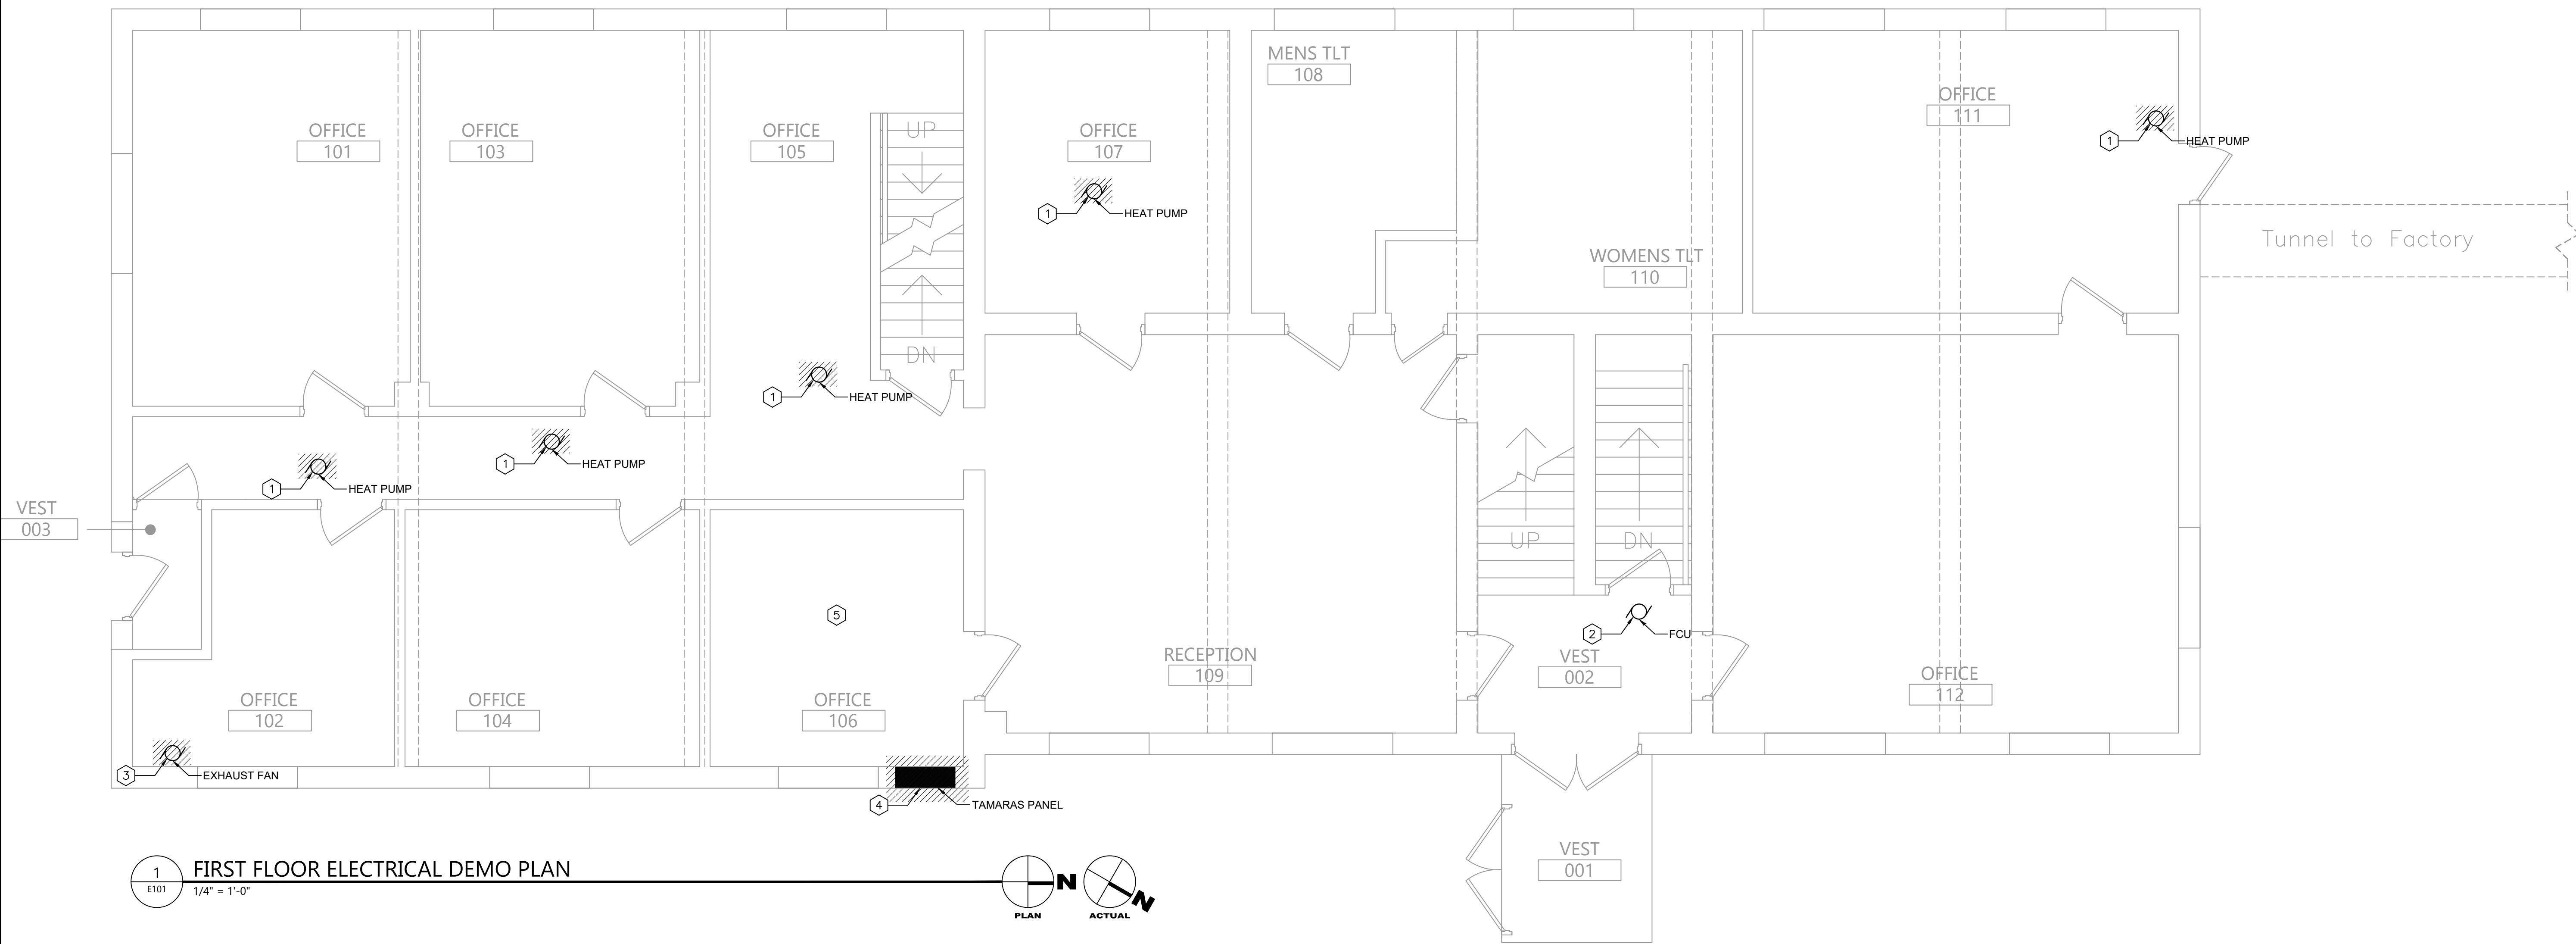 MENS TLT
108
OFFICE
111
OFFICE
101
OFFICE
103
OFFICE
105
UP
OFFICE
107
1
HEAT PUMP
1
HEAT PUMP
Tunnel to Factory
WOMENS TLT
110
DN
1
HEAT PUMP
1
HEAT PUMP
1
HEAT PUMP
VEST
003
UP
DN
5
2
FCU
RECEPTION
109
VEST
002
OFFICE
112
OFFICE
102
OFFICE
104
OFFICE
106
3
EXHAUST FAN
4
TAMARAS PANEL
VEST
001
1
E101
FIRST FLOOR ELECTRICAL DEMO PLAN
1/4" = 1'-0"
N
PLAN
N
ACTUAL